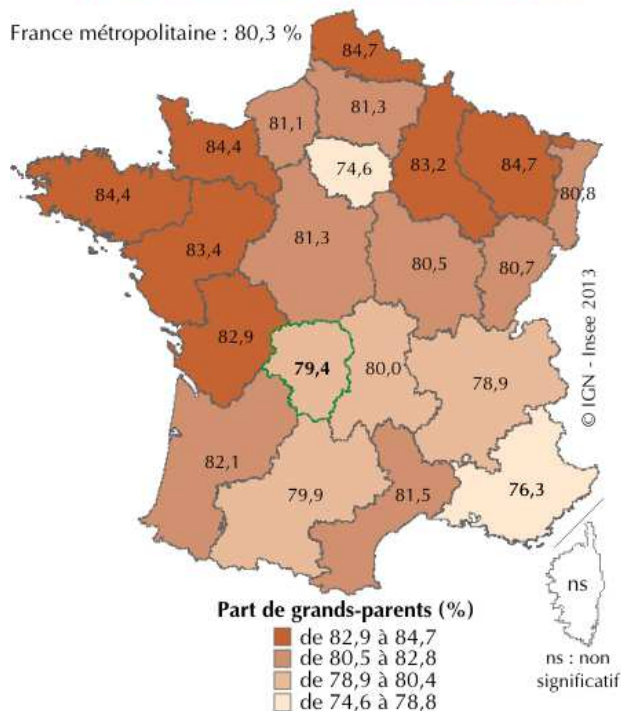 France métropolitaine : 80,3 %
84,7
81,3
81,1
84,4
74,6
83,2
84,7
80,8
84,4
83,4
81,3
80,5
80,7
82,9
79,4
80,0
78,9
82,1
79,9
81,5
76,3
© IGN - Insee 2013
ns
ns : non
significatif
Part de grands-parents (%)
de 82,9 à 84,7
de 80,5 à 82,8
de 78,9 à 80,4
de 74,6 à 78,8